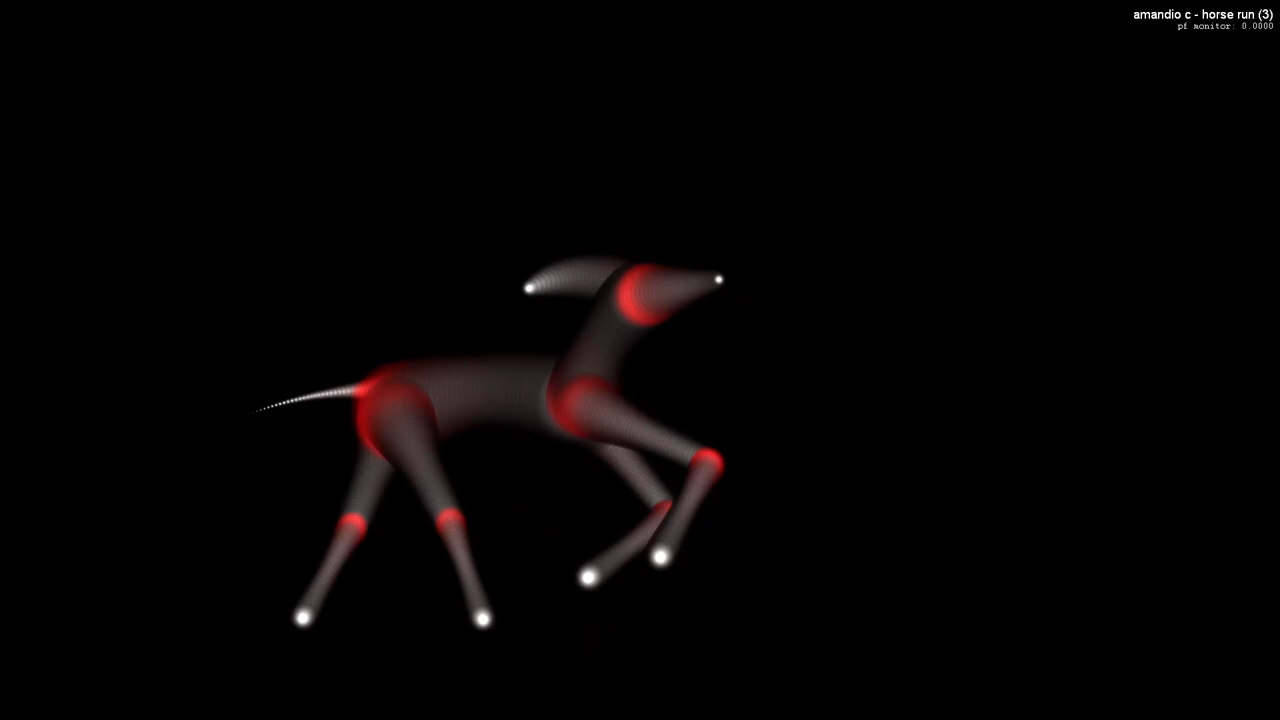 amandio c - horse run (3)
pf monitor: 0.0000